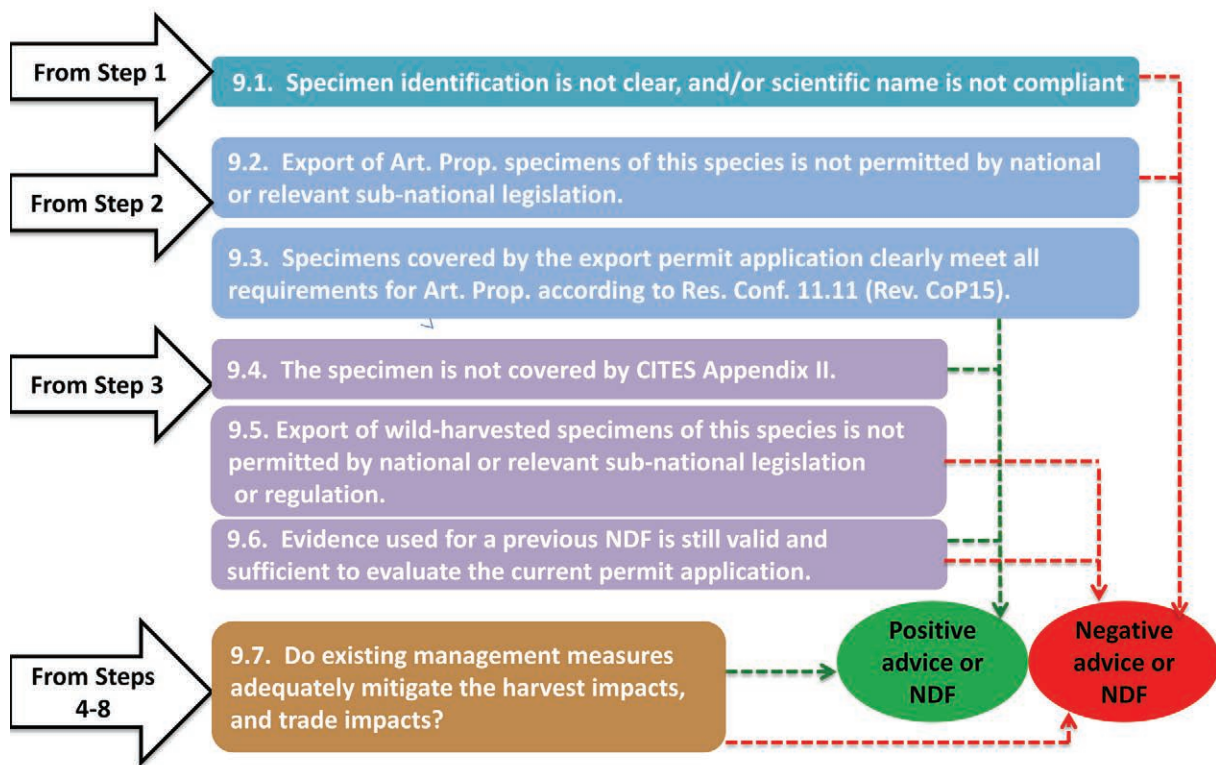 From Step 1
9.1.  Specimen identification is not clear, and/or scientific name is not compliant
From Step 2
9.2.  Export of Art. Prop. specimens of this species is not permitted by national
or relevant sub-national legislation.
9.3.  Specimens covered by the export permit application clearly meet all
requirements for Art. Prop. according to Res. Conf. 11.11 (Rev. CoP15).
From Step 3
9.4.  The specimen is not covered by CITES Appendix II.
9.5. Export of wild-harvested specimens of this species is not
permitted by national or relevant sub-national legislation
or regulation.
9.6.  Evidence used for a previous NDF is still valid and
sufficient to evaluate the current permit application.
From Steps
4-8
9.7.  Do existing management measures
adequately mitigate the harvest impacts,
and trade impacts?
Positive
advice or
NDF
Negative
advice or
NDF